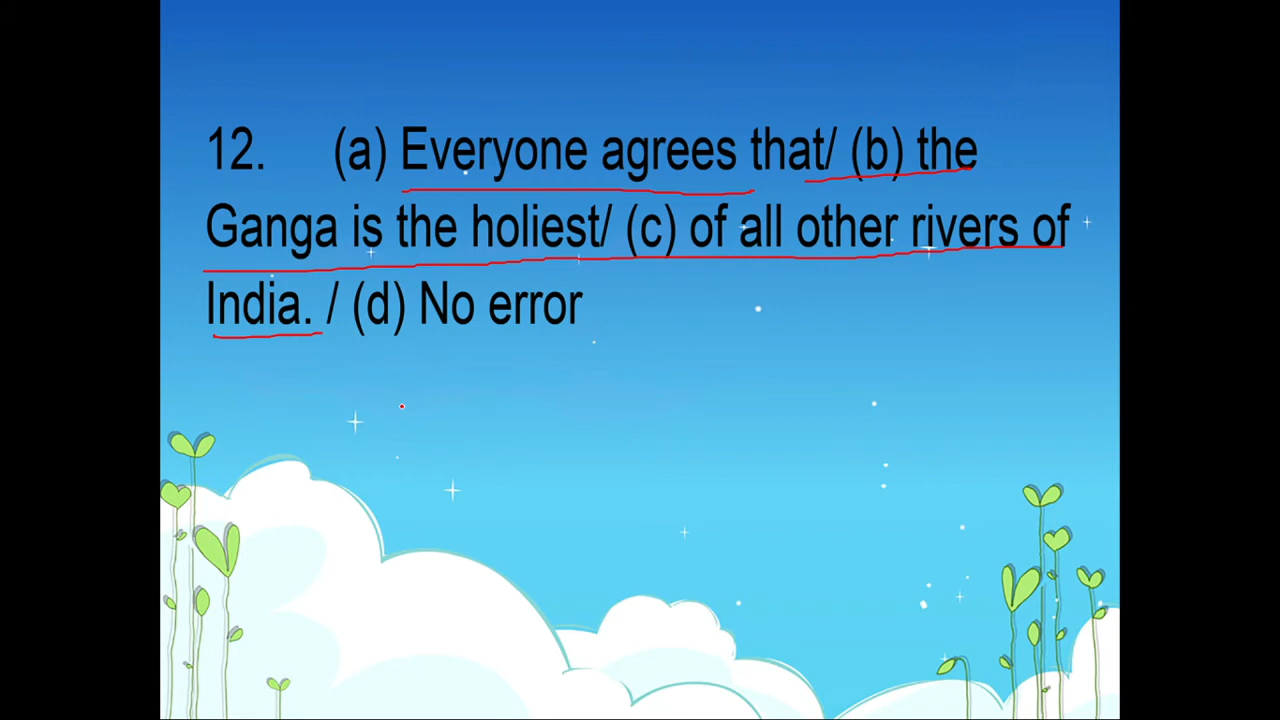 12. (a) Everyone agrees that/ (b) the
Ganga is the holiest/ (c) of all other rivers of
India. / (d) No error